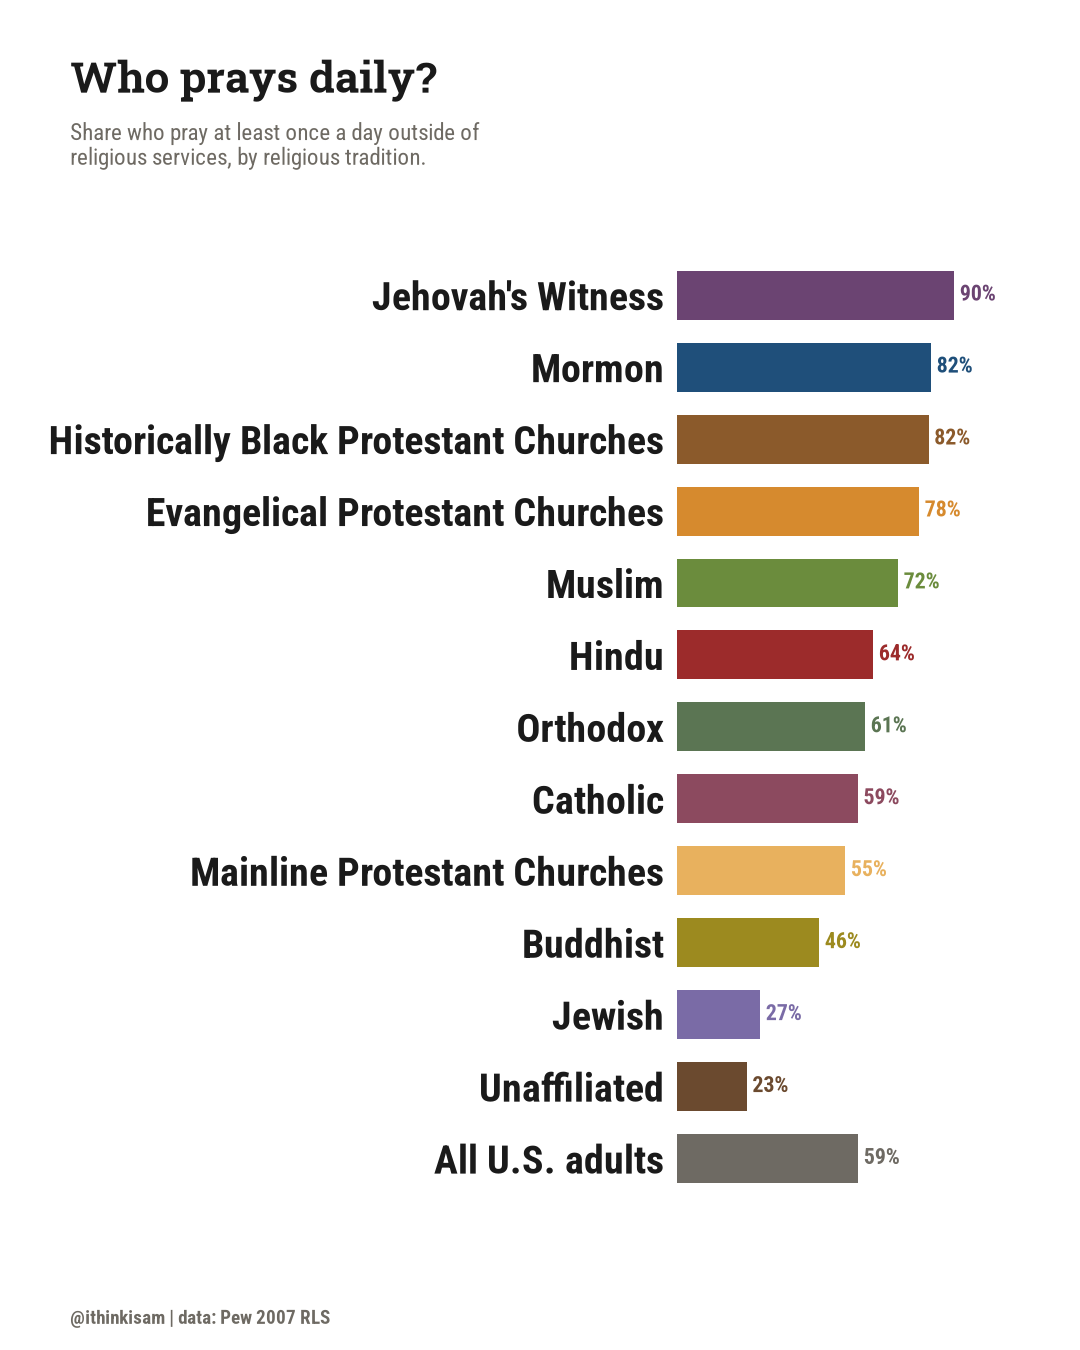 Who prays daily?
Share who pray at least once a day outside of
religious services, by religious tradition.
Jehovah's Witness 90%
Mormon 82%
Historically Black Protestant Churches 82%
Evangelical Protestant Churches 78%
Muslim 72%
Hindu 64%
Orthodox 61%
Catholic 59%
Mainline Protestant Churches 55%
Buddhist 46%
Jewish 27%
Unaffiliated 23%
All U.S. adults 59%
@ithinkisam | data: Pew 2007 RLS